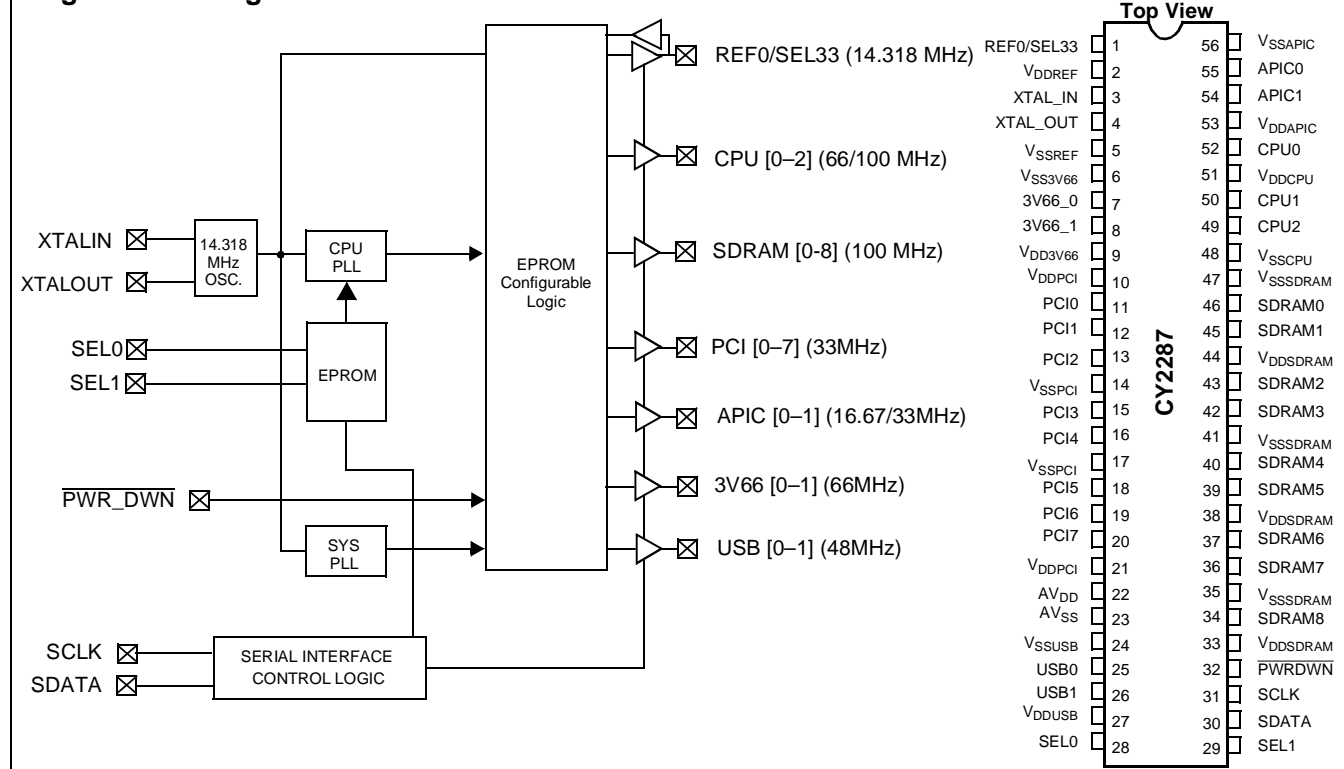 Top View
REF0/SEL33 (14.318 MHz)
CPU [0–2] (66/100 MHz)
XTALIN
XTALOUT
14.318
MHz
OSC.
CPU
PLL
EPROM
Configurable
Logic
SDRAM [0-8] (100 MHz)
SEL0
SEL1
EPROM
PCI [0–7] (33MHz)
APIC [0–1] (16.67/33MHz)
PWR_DWN
3V66 [0–1] (66MHz)
SYS
PLL
USB [0–1] (48MHz)
SCLK
SDATA
SERIAL INTERFACE
CONTROL LOGIC
CY2287
REF0/SEL33 1
VDDREF 2
XTAL_IN 3
XTAL_OUT 4
VSSREF 5
VSS3V66 6
3V66_0 7
3V66_1 8
VDD3V66 9
VDDPCI 10
PCI0 11
PCI1 12
PCI2 13
VSSPCI 14
PCI3 15
PCI4 16
VSSPCI 17
PCI5 18
PCI6 19
PCI7 20
VDDPCI 21
AVDD 22
AVSS 23
VSSUSB 24
USB0 25
USB1 26
VDDUSB 27
SEL0 28
56 VSSAPIC
55 APIC0
54 APIC1
53 VDDAPIC
52 CPU0
51 VDDCPU
50 CPU1
49 CPU2
48 VSSCPU
47 VSSSDRAM
46 SDRAM0
45 SDRAM1
44 VDDSDRAM
43 SDRAM2
42 SDRAM3
41 VSSSDRAM
40 SDRAM4
39 SDRAM5
38 VDDSDRAM
37 SDRAM6
36 SDRAM7
35 VSSSDRAM
34 SDRAM8
33 VDDSDRAM
32 PWRDWN
31 SCLK
30 SDATA
29 SEL1